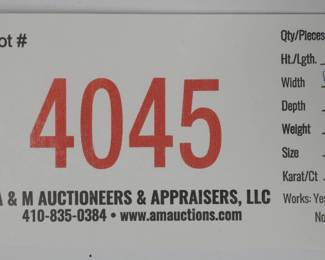 ot #
4045
A & M AUCTIONEERS & APPRAISERS, LLC
410-835-0384 • www.amauctions.com
Qty/Pieces
Ht./Lgth.
Width
Depth
Weight
Size
Karat/Ct
Works: Yes
No